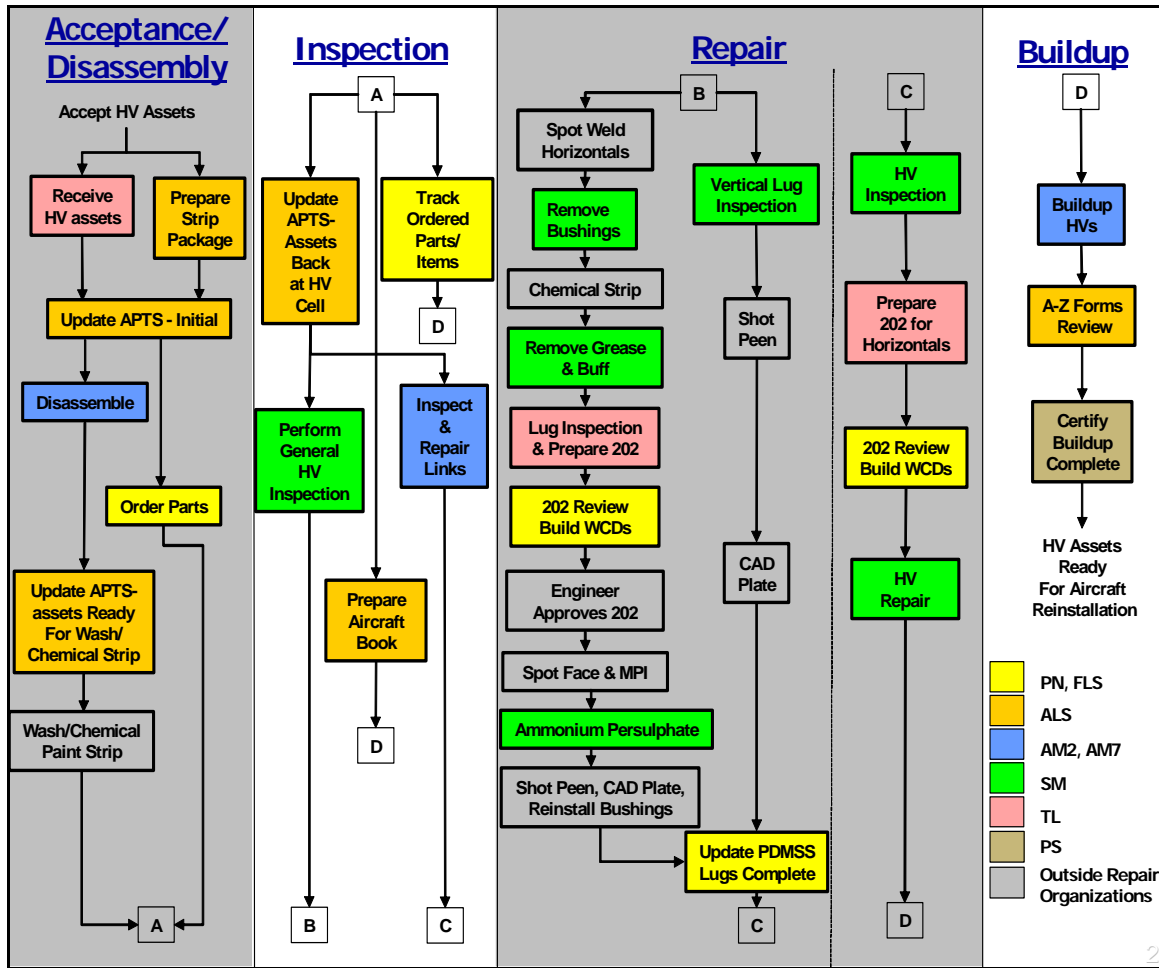 Acceptance/
Disassembly
Accept HV Assets
Receive
HV assets
Prepare
Strip
Package
Update APTS - Initial
Disassemble
Order Parts
Update APTS-
assets Ready
For Wash/
Chemical Strip
Wash/Chemical
Paint Strip
A
Inspection
A
Update
APTS-
Assets
Back
at HV
Cell
Track
Ordered
Parts/
Items
D
Perform
General
HV
Inspection
Inspect
&
Repair
Links
Prepare
Aircraft
Book
D
B
C
Repair
B
Spot Weld
Horizontals
Remove
Bushings
Chemical Strip
Remove Grease
& Buff
Lug Inspection
& Prepare 202
202 Review
Build WCDs
Engineer
Approves 202
Spot Face & MPI
Ammonium Persulphate
Shot Peen, CAD Plate,
Reinstall Bushings
Vertical Lug
Inspection
Shot
Peen
CAD
Plate
Update PDMSS
Lugs Complete
C
C
HV
Inspection
Prepare
202 for
Horizontals
202 Review
Build WCDs
HV
Repair
D
Buildup
D
Buildup
HVs
A-Z Forms
Review
Certify
Buildup
Complete
HV Assets
Ready
For Aircraft
Reinstallation
PN, FLS
ALS
AM2, AM7
SM
TL
PS
Outside Repair
Organizations
2